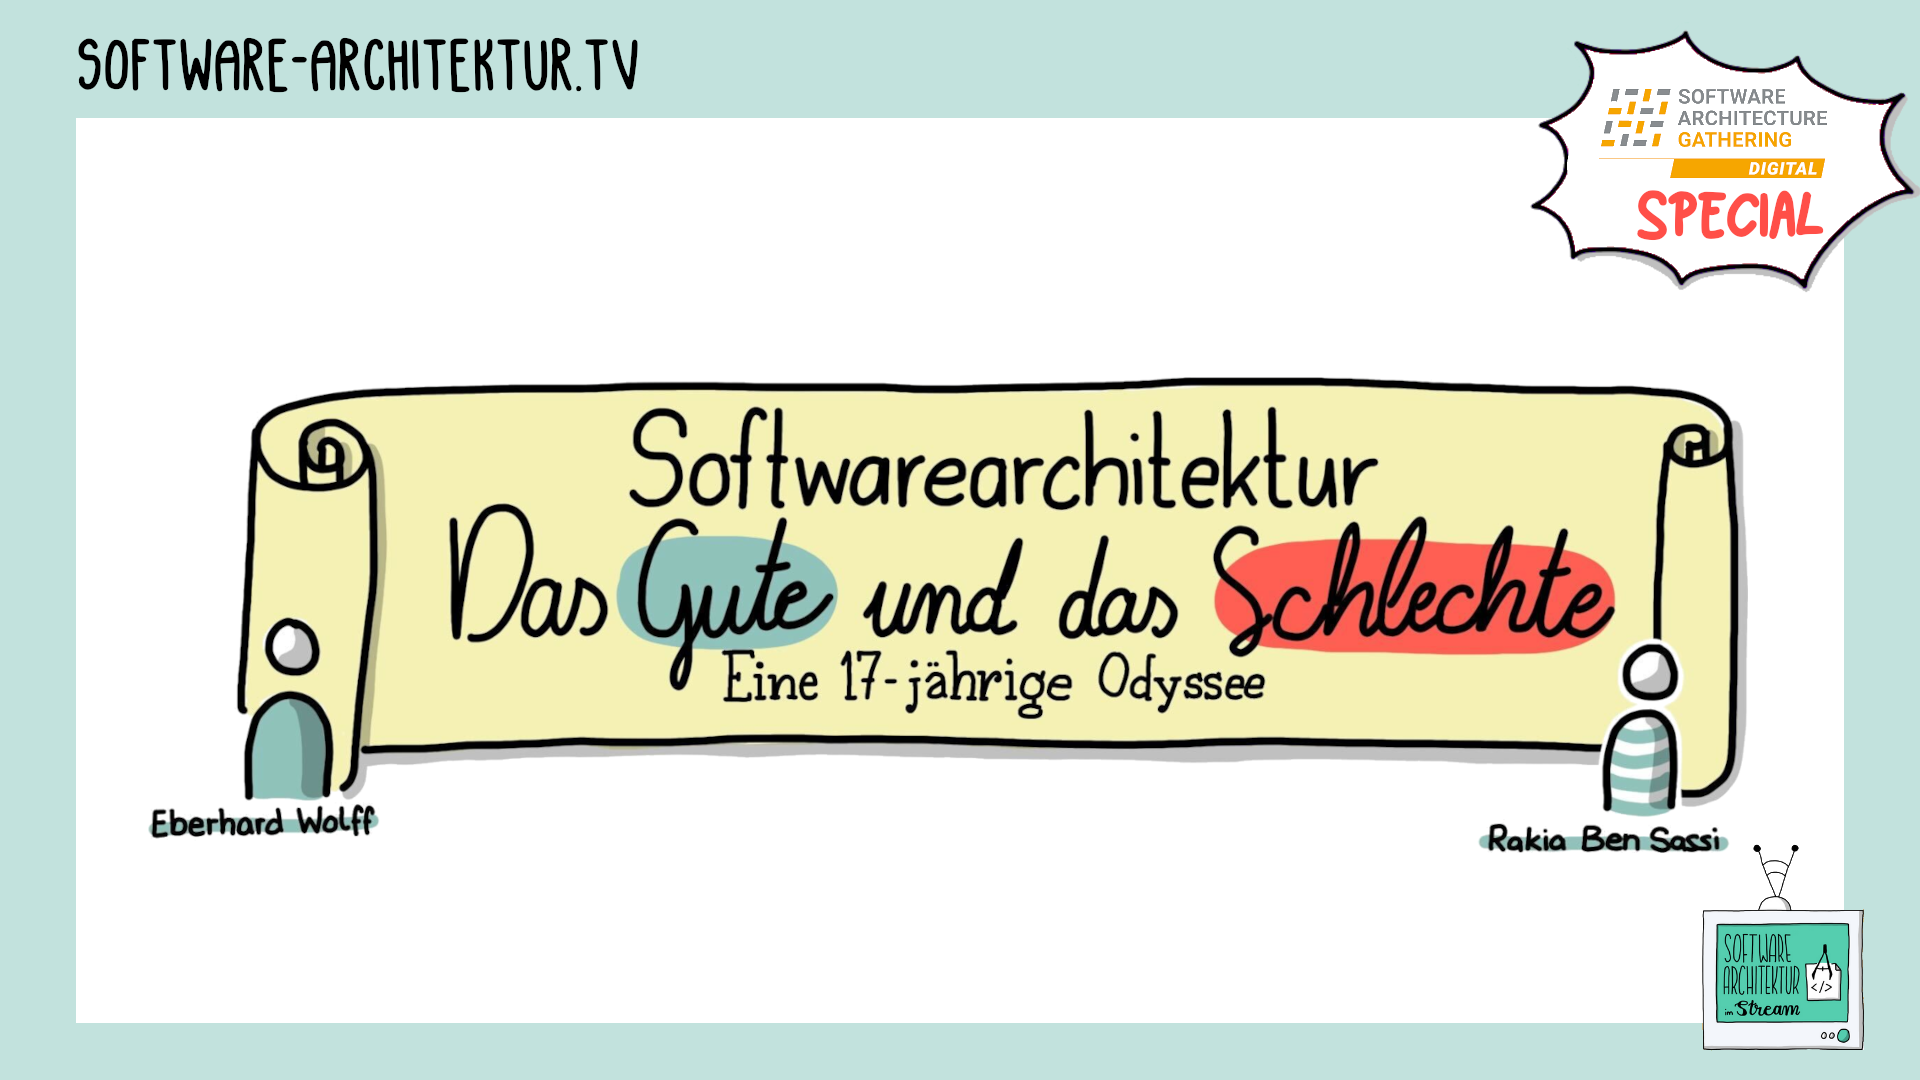 SOFTWARE-ARCHITEKTUR.TV
SOFTWARE
ARCHITECTURE
GATHERING
DIGITAL
SPECIAL
Softwarearchitektur
Das Gute und das Schlechte
Eine 17-jährige Odyssee
Eberhard Wolff
Rakia Ben Sassi
SOFTWARE
ARCHITEKTUR
</>
im Stream